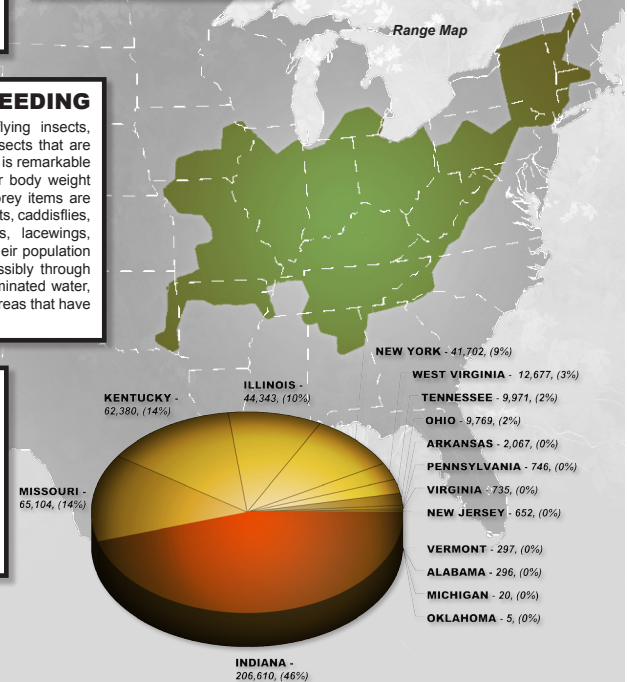 Range Map
EEDING
flying insects,
sects that are
is remarkable
r body weight
prey items are
ts, caddisflies,
s, lacewings,
eir population
ssibly through
minated water,
reas that have
NEW YORK - 41,702, (9%)
WEST VIRGINIA - 12,677, (3%)
TENNESSEE - 9,971, (2%)
OHIO - 9,769, (2%)
ARKANSAS - 2,067, (0%)
PENNSYLVANIA - 746, (0%)
VIRGINIA - 735, (0%)
NEW JERSEY - 652, (0%)
VERMONT - 297, (0%)
ALABAMA - 296, (0%)
MICHIGAN - 20, (0%)
OKLAHOMA - 5, (0%)
ILLINOIS -
44,343, (10%)
KENTUCKY -
62,380, (14%)
MISSOURI -
65,104, (14%)
INDIANA -
206,610, (46%)